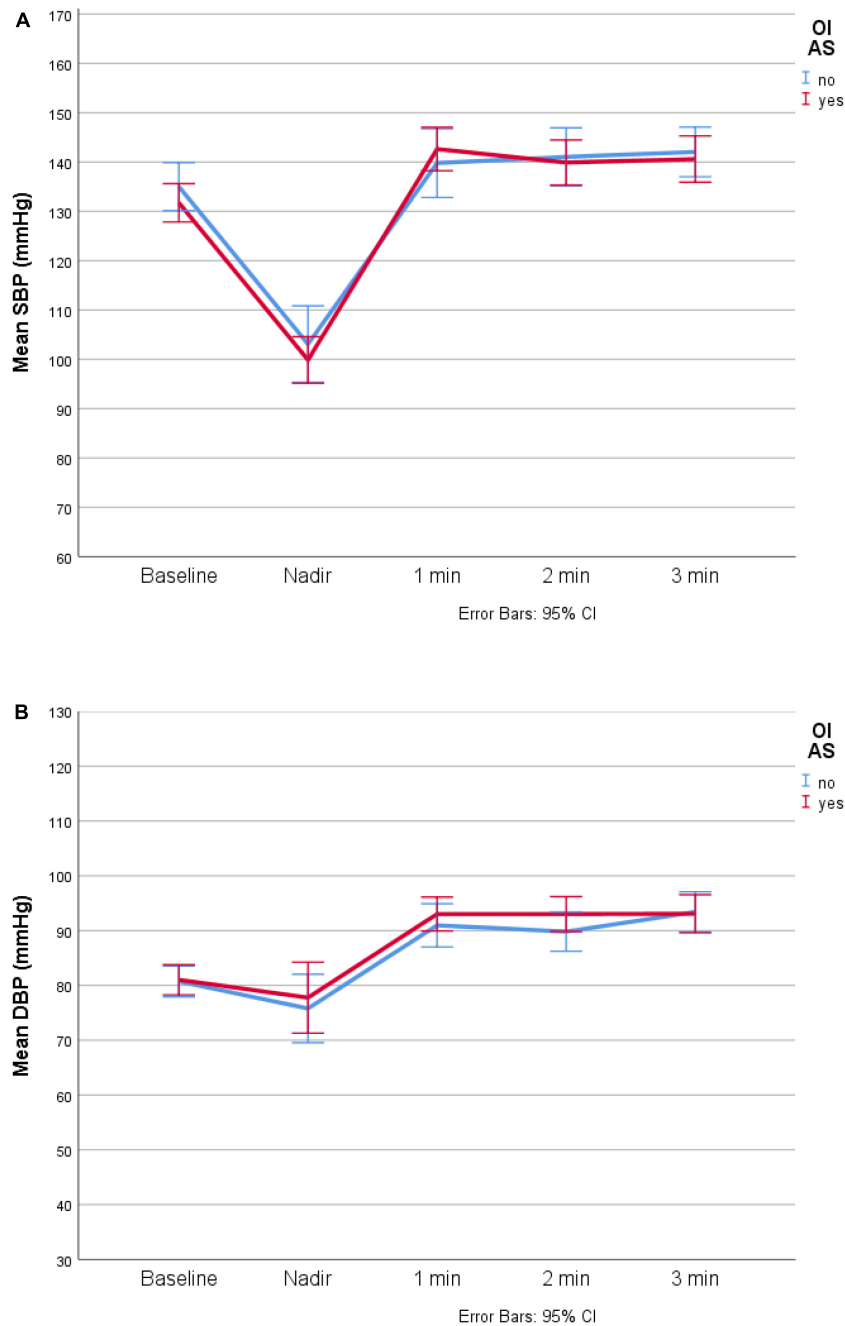 A
170
160
150
140
130
120
110
100
90
80
70
60
Mean SBP (mmHg)
Baseline Nadir 1 min 2 min 3 min
Error Bars: 95% CI
OI
AS
no
yes
B
130
120
110
100
90
80
70
60
50
40
30
Mean DBP (mmHg)
Baseline Nadir 1 min 2 min 3 min
Error Bars: 95% CI
OI
AS
no
yes